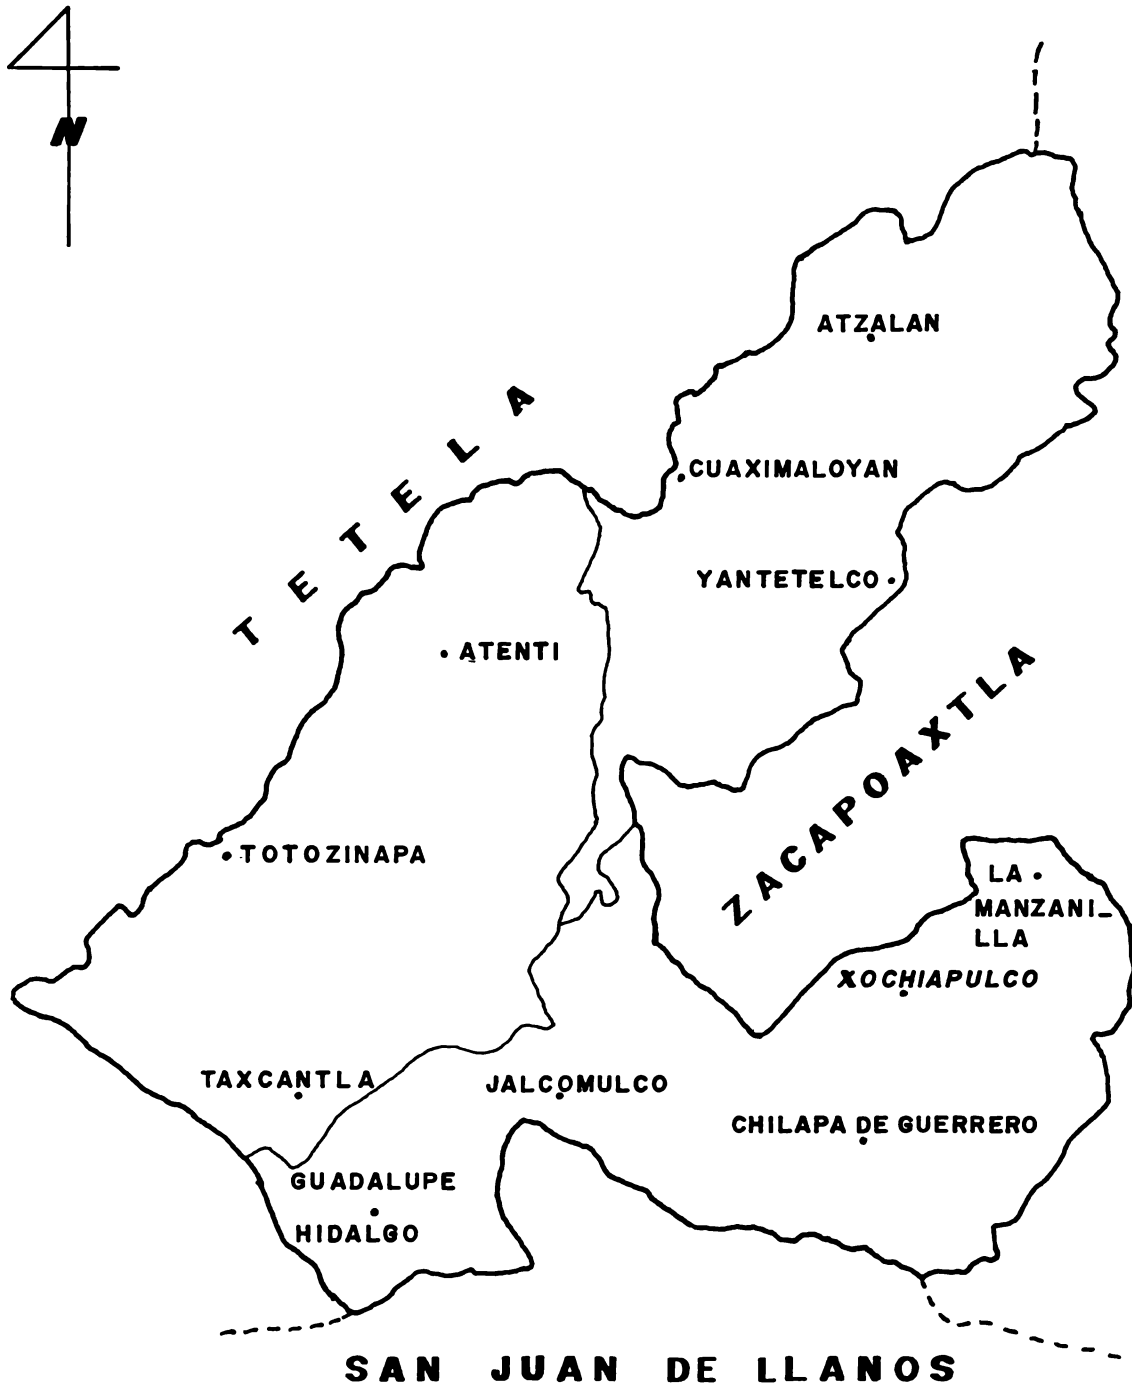 N
ATZALAN
TETELA
CUAXIMALOYAN
YANTETELCO
ATENTI
ZACAPOAXTLA
TOTOZINAPA
LA
MANZANI-
LLA
XOCHIAPULCO
TAXCANTLA
JALCOMULCO
CHILAPA DE GUERRERO
GUADALUPE
HIDALGO
SAN JUAN DE LLANOS